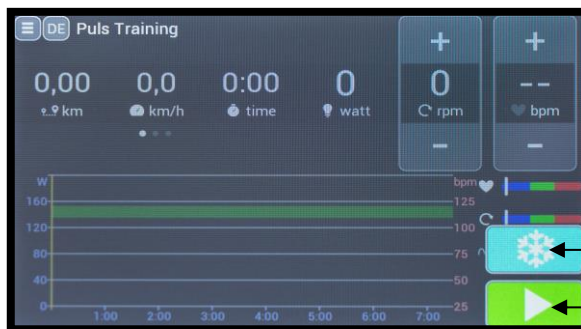 DE Puls Training
+ +
0,00 0,0 0:00 0 0 --
km km/h time watt rpm bpm
- -
W bpm
160 125
120 100
80 75
40 50
0 25
1:00 2:00 3:00 4:00 5:00 6:00 7:00